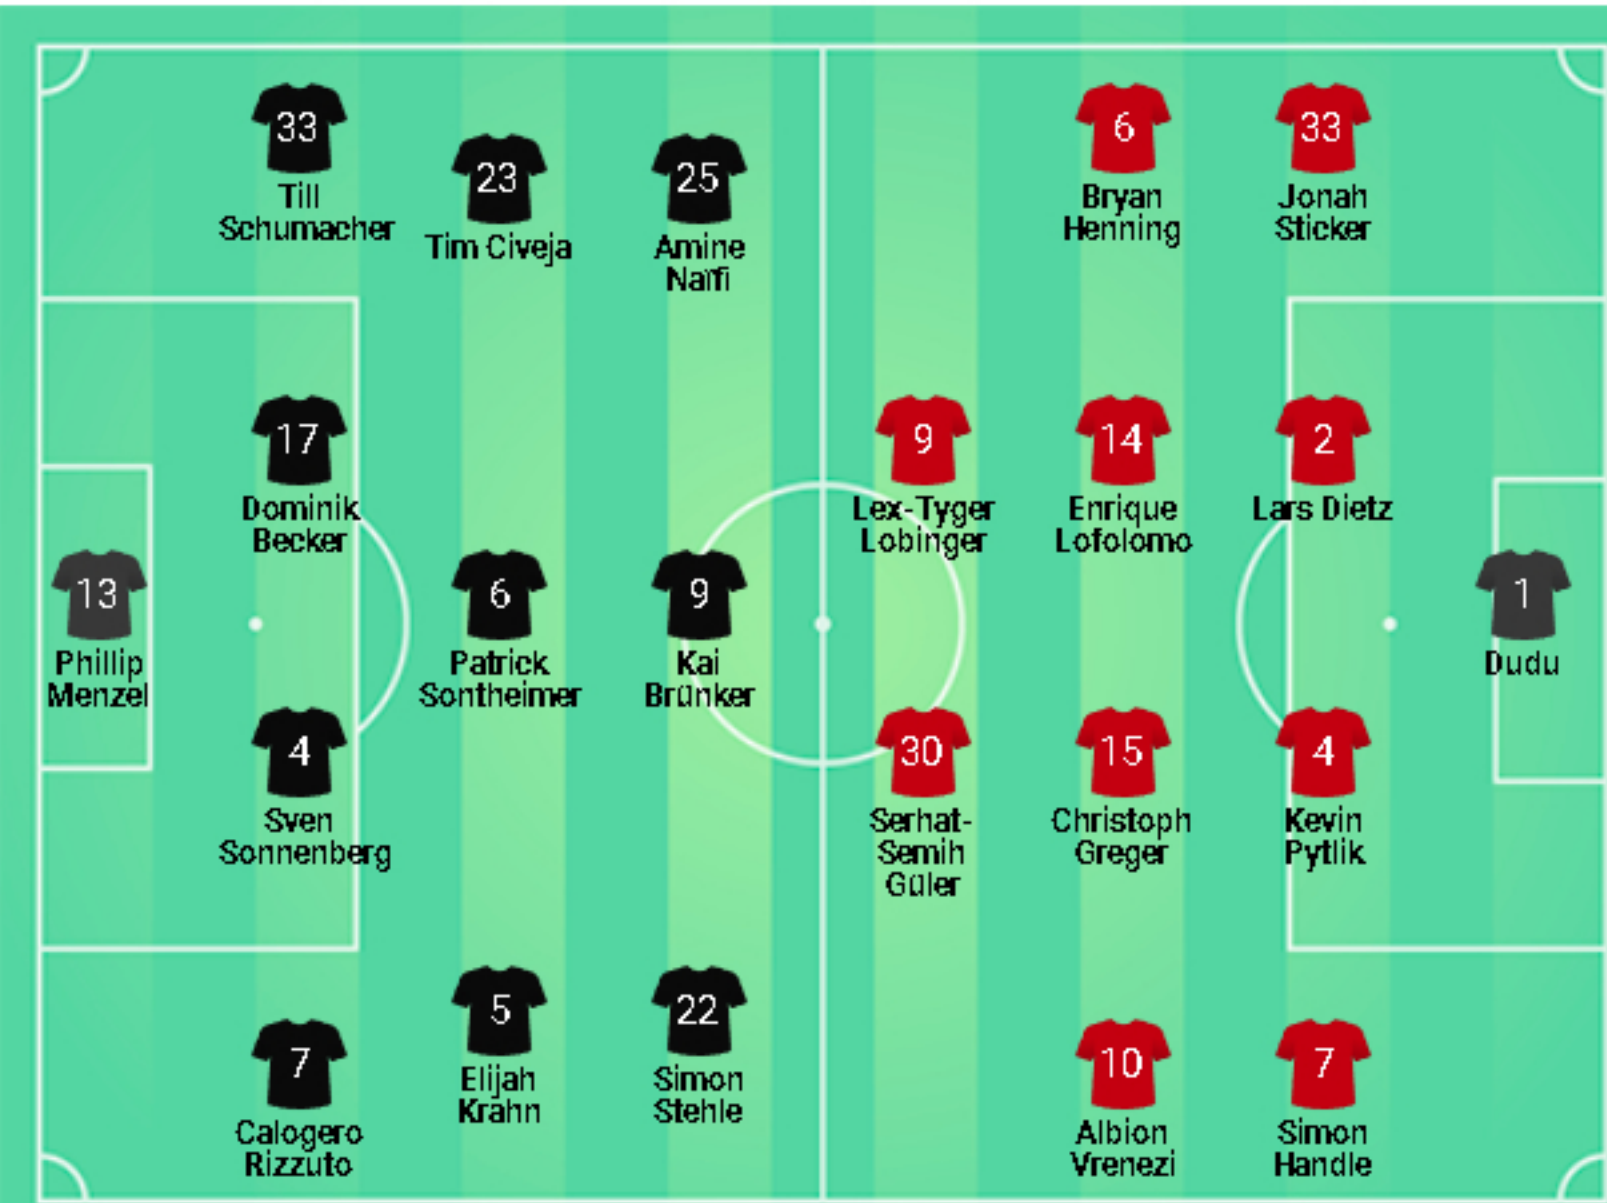 33
Till
Schumacher
23
Tim Civeja
25
Amine
Naïfi
6
Bryan
Henning
33
Jonah
Sticker
17
Dominik
Becker
9
Lex-Tyger
Lobinger
14
Enrique
Lofolomo
2
Lars Dietz
13
Phillip
Menzel
6
Patrick
Sontheimer
9
Kai
Brünker
1
Dudu
4
Sven
Sonnenberg
30
Serhat-
Semih
Güler
15
Christoph
Greger
4
Kevin
Pytlik
7
Calogero
Rizzuto
5
Elijah
Krahn
22
Simon
Stehle
10
Albion
Vrenezi
7
Simon
Handle